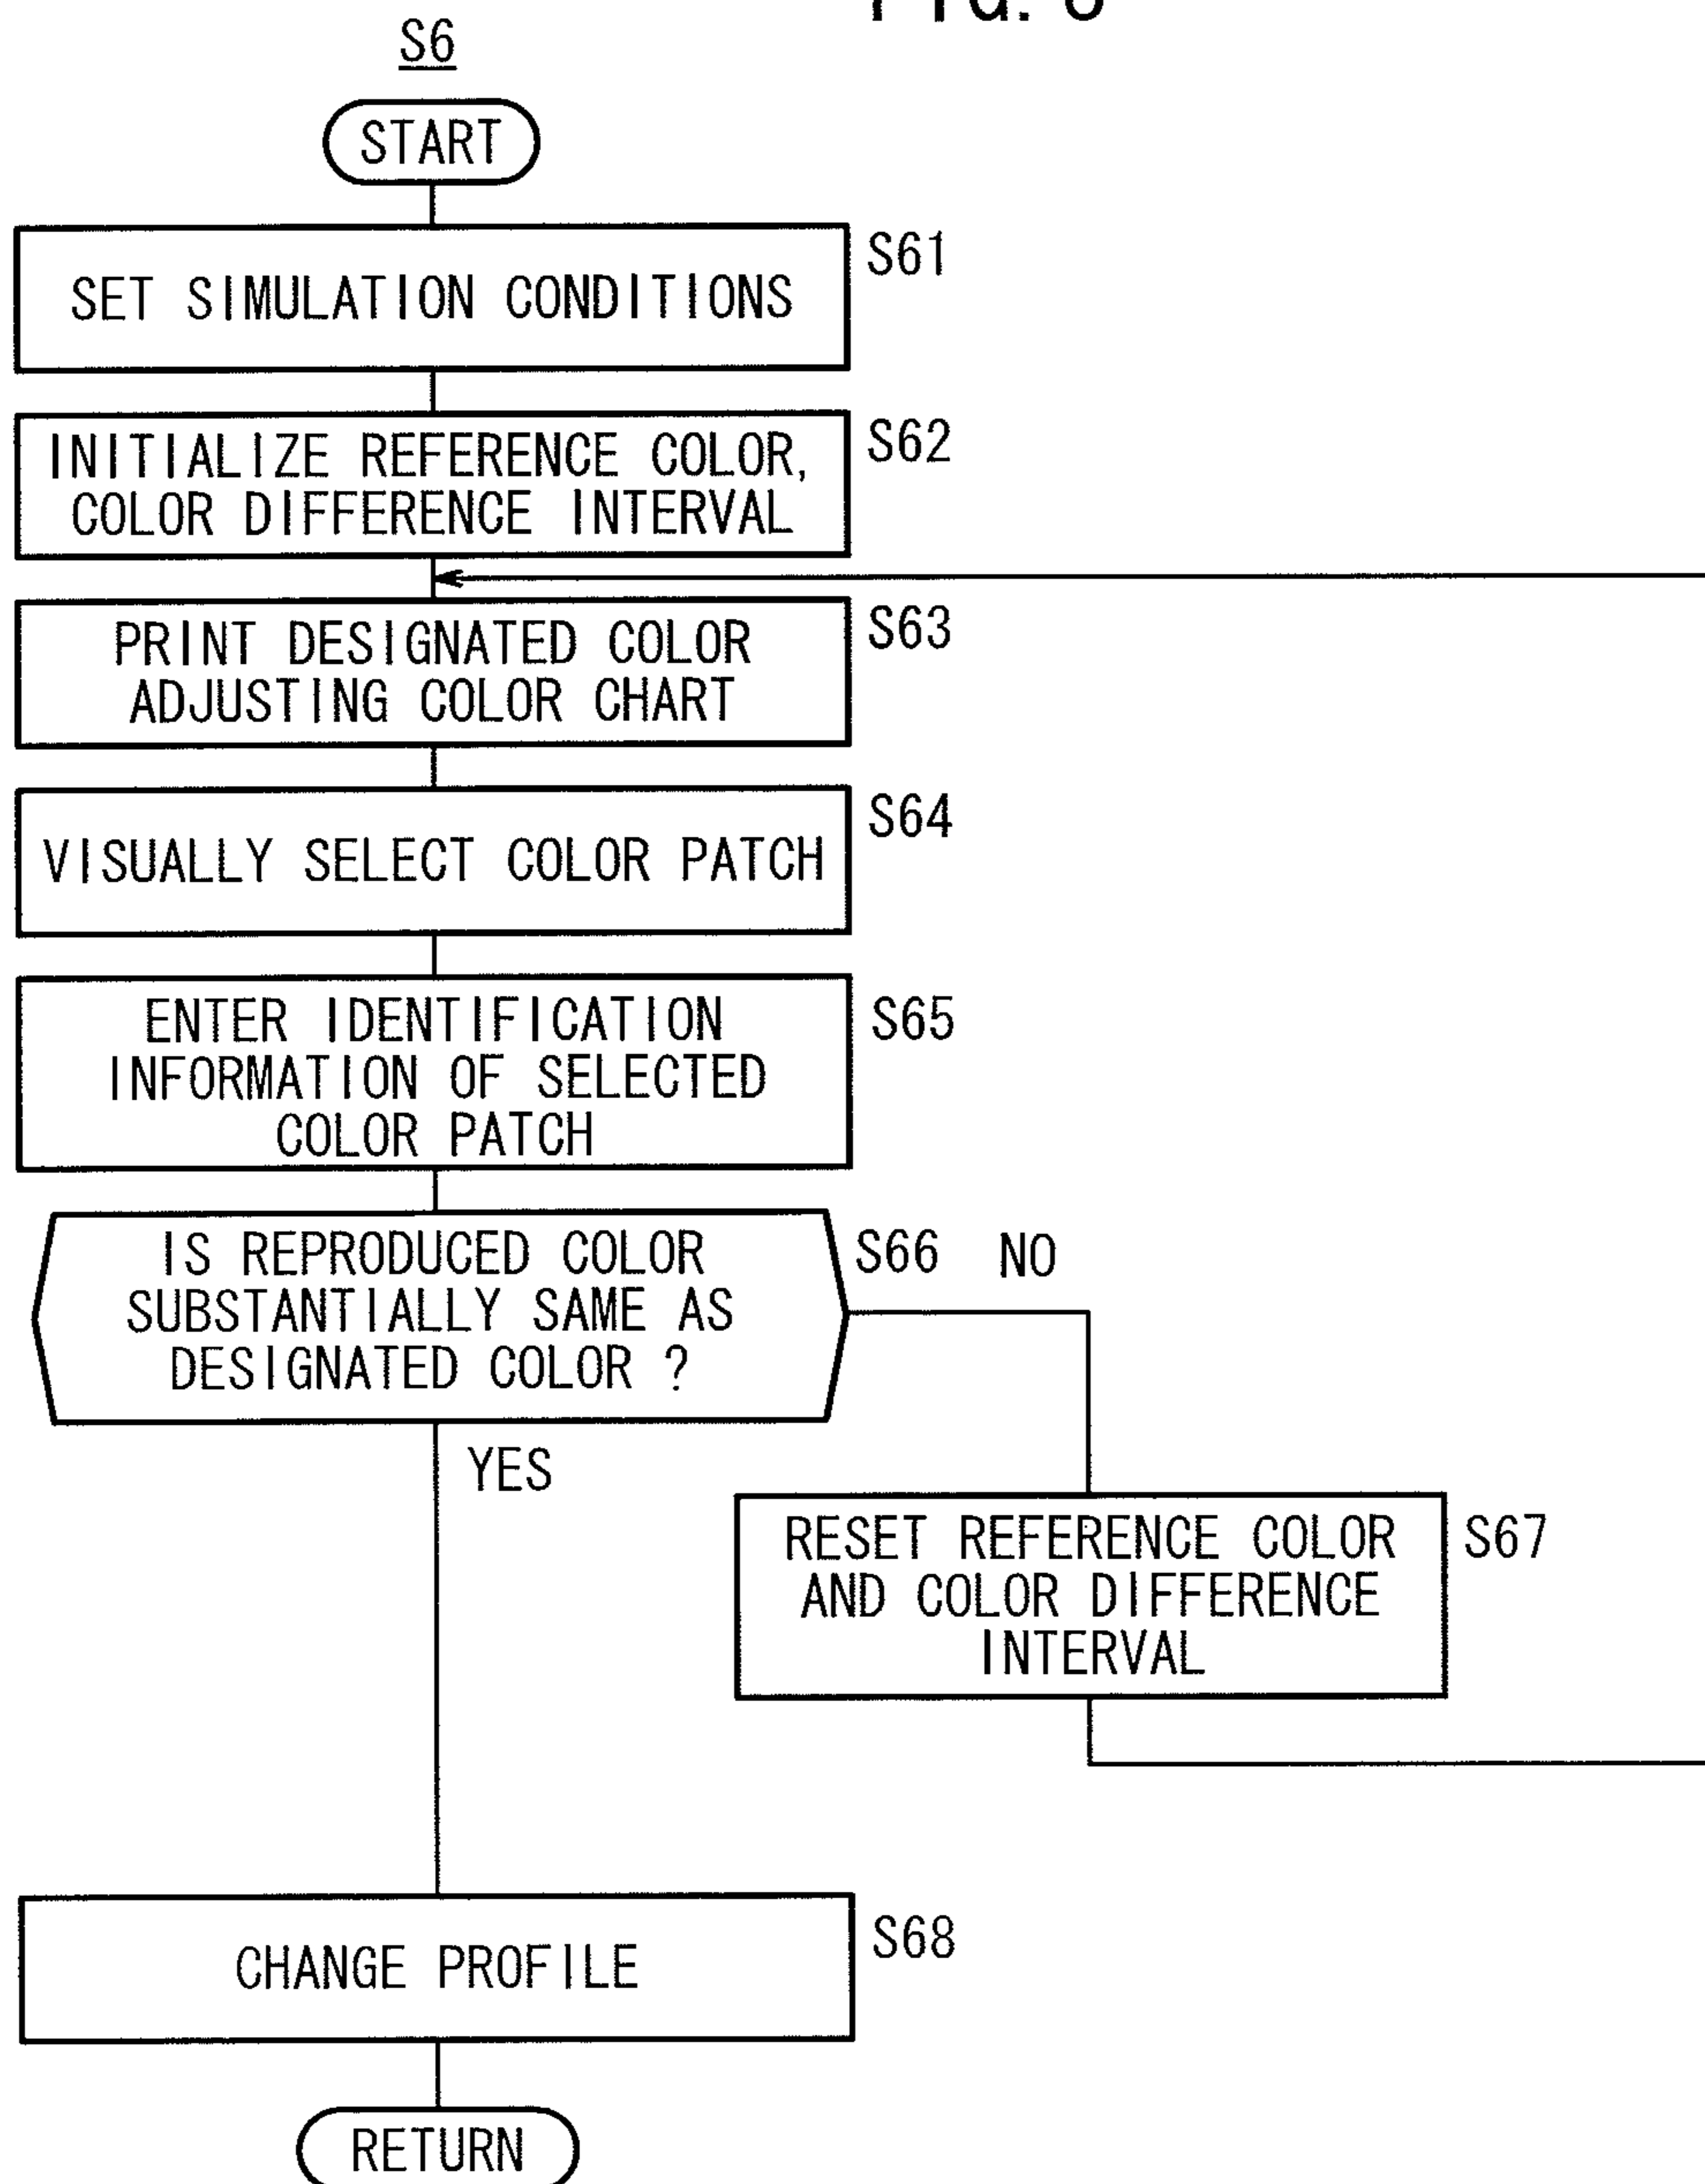 S6
START
SET SIMULATION CONDITIONS
S61
INITIALIZE REFERENCE COLOR,
COLOR DIFFERENCE INTERVAL
S62
PRINT DESIGNATED COLOR
ADJUSTING COLOR CHART
S63
VISUALLY SELECT COLOR PATCH
S64
ENTER IDENTIFICATION
INFORMATION OF SELECTED
COLOR PATCH
S65
IS REPRODUCED COLOR
SUBSTANTIALLY SAME AS
DESIGNATED COLOR ?
S66
NO
YES
RESET REFERENCE COLOR
AND COLOR DIFFERENCE
INTERVAL
S67
CHANGE PROFILE
S68
RETURN